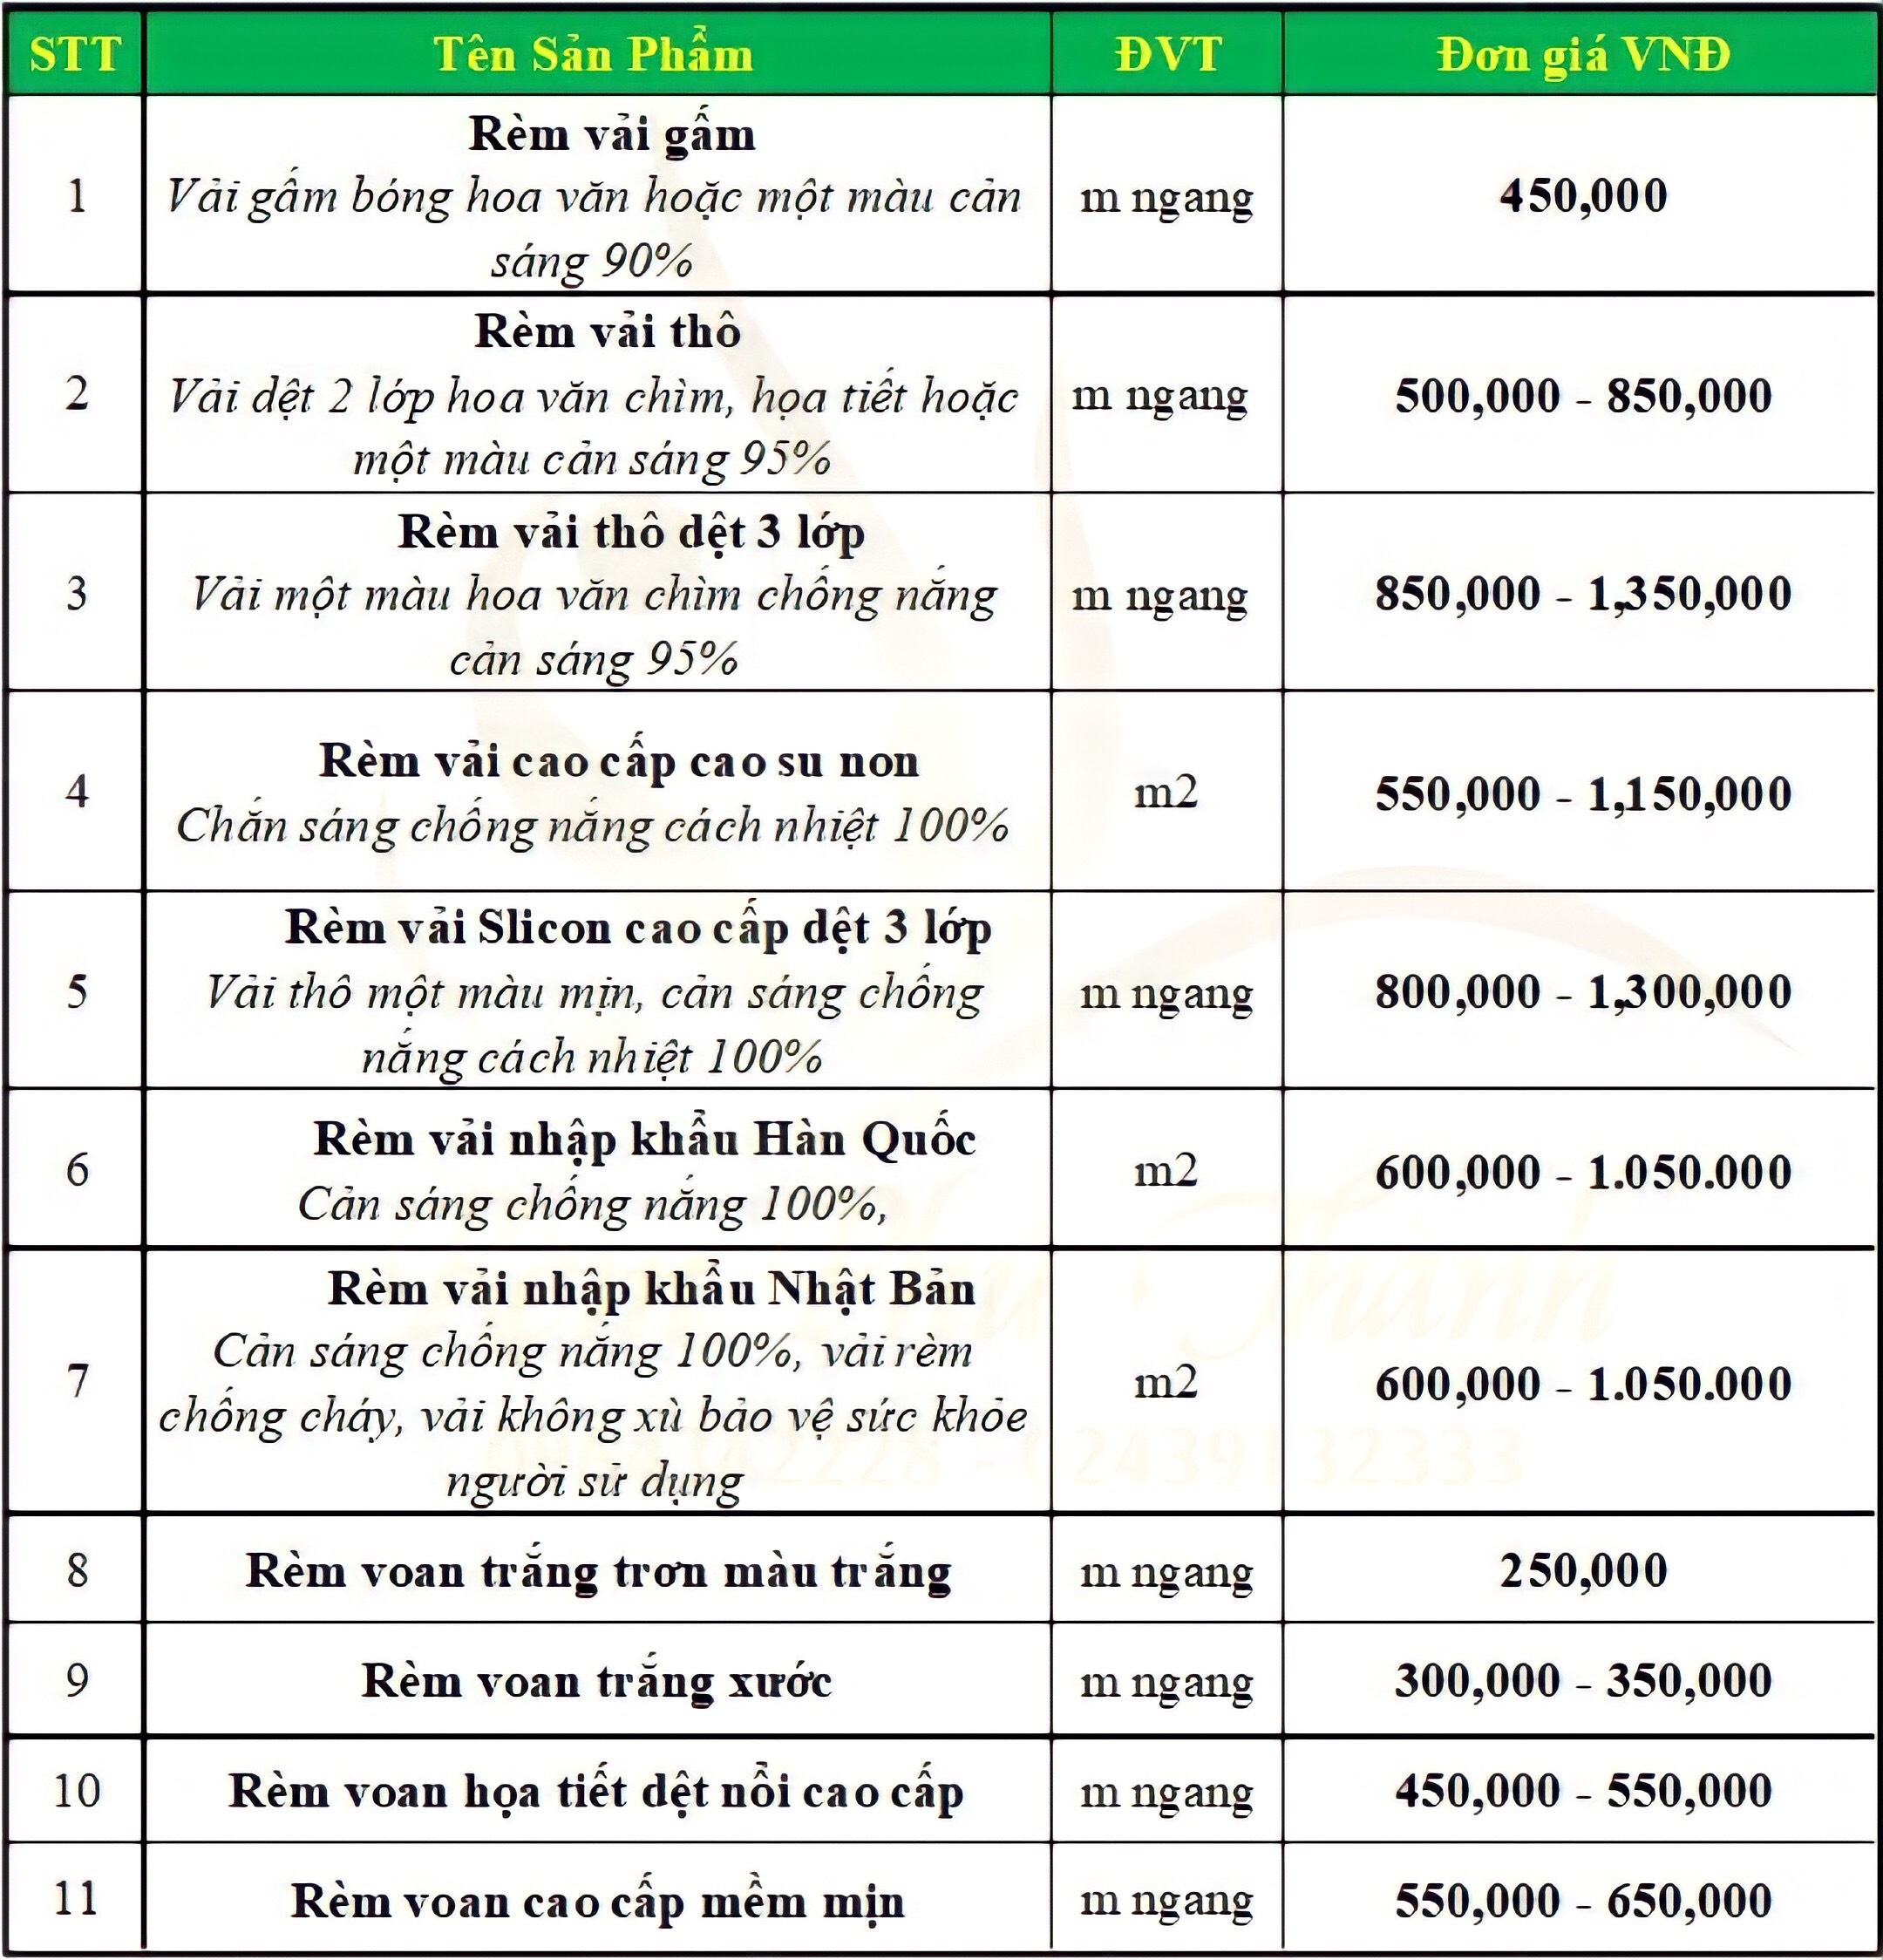 STT Tên Sản Phẩm ĐVT Đơn giá VNĐ
Rèm vải gấm
1 Vải gấm bóng hoa văn hoặc một màu cản m ngang 450,000
sáng 90%
Rèm vải thô
2 Vải dệt 2 lớp hoa văn chìm, họa tiết hoặc m ngang 500,000 - 850,000
một màu cản sáng 95%
Rèm vải thô dệt 3 lớp
3 Vải một màu hoa văn chìm chống nắng m ngang 850,000 - 1,350,000
cản sáng 95%
Rèm vải cao cấp cao su non
4 m2 550,000 - 1,150,000
Chắn sáng chống nắng cách nhiệt 100%
Rèm vải Slicon cao cấp dệt 3 lớp
5 Vải thô một màu mịn, cản sáng chống m ngang 800,000 - 1,300,000
nắng cách nhiệt 100%
Rèm vải nhập khẩu Hàn Quốc
6 m2 600,000 - 1.050.000
Cản sáng chống nắng 100%,
Rèm vải nhập khẩu Nhật Bản
Cản sáng chống nắng 100%, vải rèm
7 m2 600,000 - 1.050.000
chống cháy, vải không xù bảo vệ sức khỏe
người sử dụng
8 Rèm voan trắng trơn màu trắng m ngang 250,000
9 Rèm voan trắng xước m ngang 300,000 - 350,000
10 Rèm voan họa tiết dệt nổi cao cấp m ngang 450,000 - 550,000
11 Rèm voan cao cấp mềm mịn m ngang 550,000 - 650,000